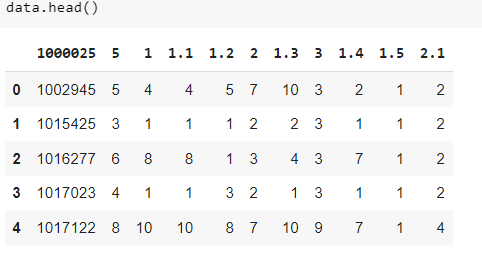 data.head()
1000025 5 1 1.1 1.2 2 1.3 3 1.4 1.5 2.1
0 1002945 5 4 4 5 7 10 3 2 1 2
1 1015425 3 1 1 1 2 2 3 1 1 2
2 1016277 6 8 8 1 3 4 3 7 1 2
3 1017023 4 1 1 3 2 1 3 1 1 2
4 1017122 8 10 10 8 7 10 9 7 1 4